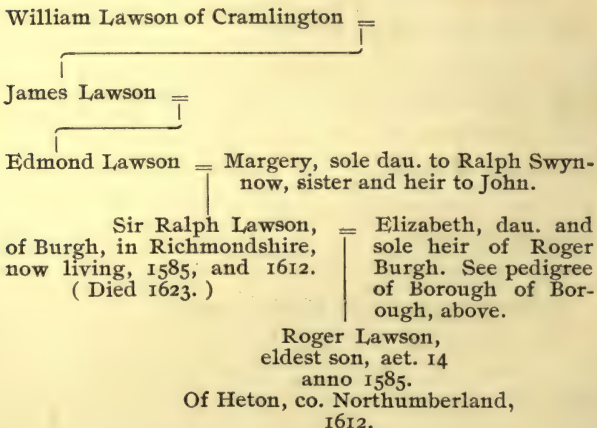 William Lawson of Cramlington =
James Lawson =
Edmond Lawson = Margery, sole dau. to Ralph Swyn-
now, sister and heir to John.
Sir Ralph Lawson,
of Burgh, in Richmondshire,
now living, 1585, and 1612.
( Died 1623. )
= Elizabeth, dau. and
sole heir of Roger
Burgh. See pedigree
of Borough of Bor-
ough, above.
Roger Lawson,
eldest son, aet. 14
anno 1585.
Of Heton, co. Northumberland,
1612.